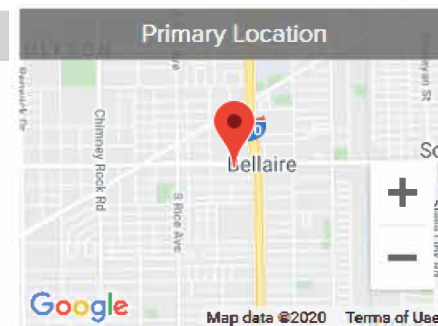 Primary Location
Chimney Rock Rd
S Rice Ave
Bellaire
Google
Map data ©2020 Terms of Use